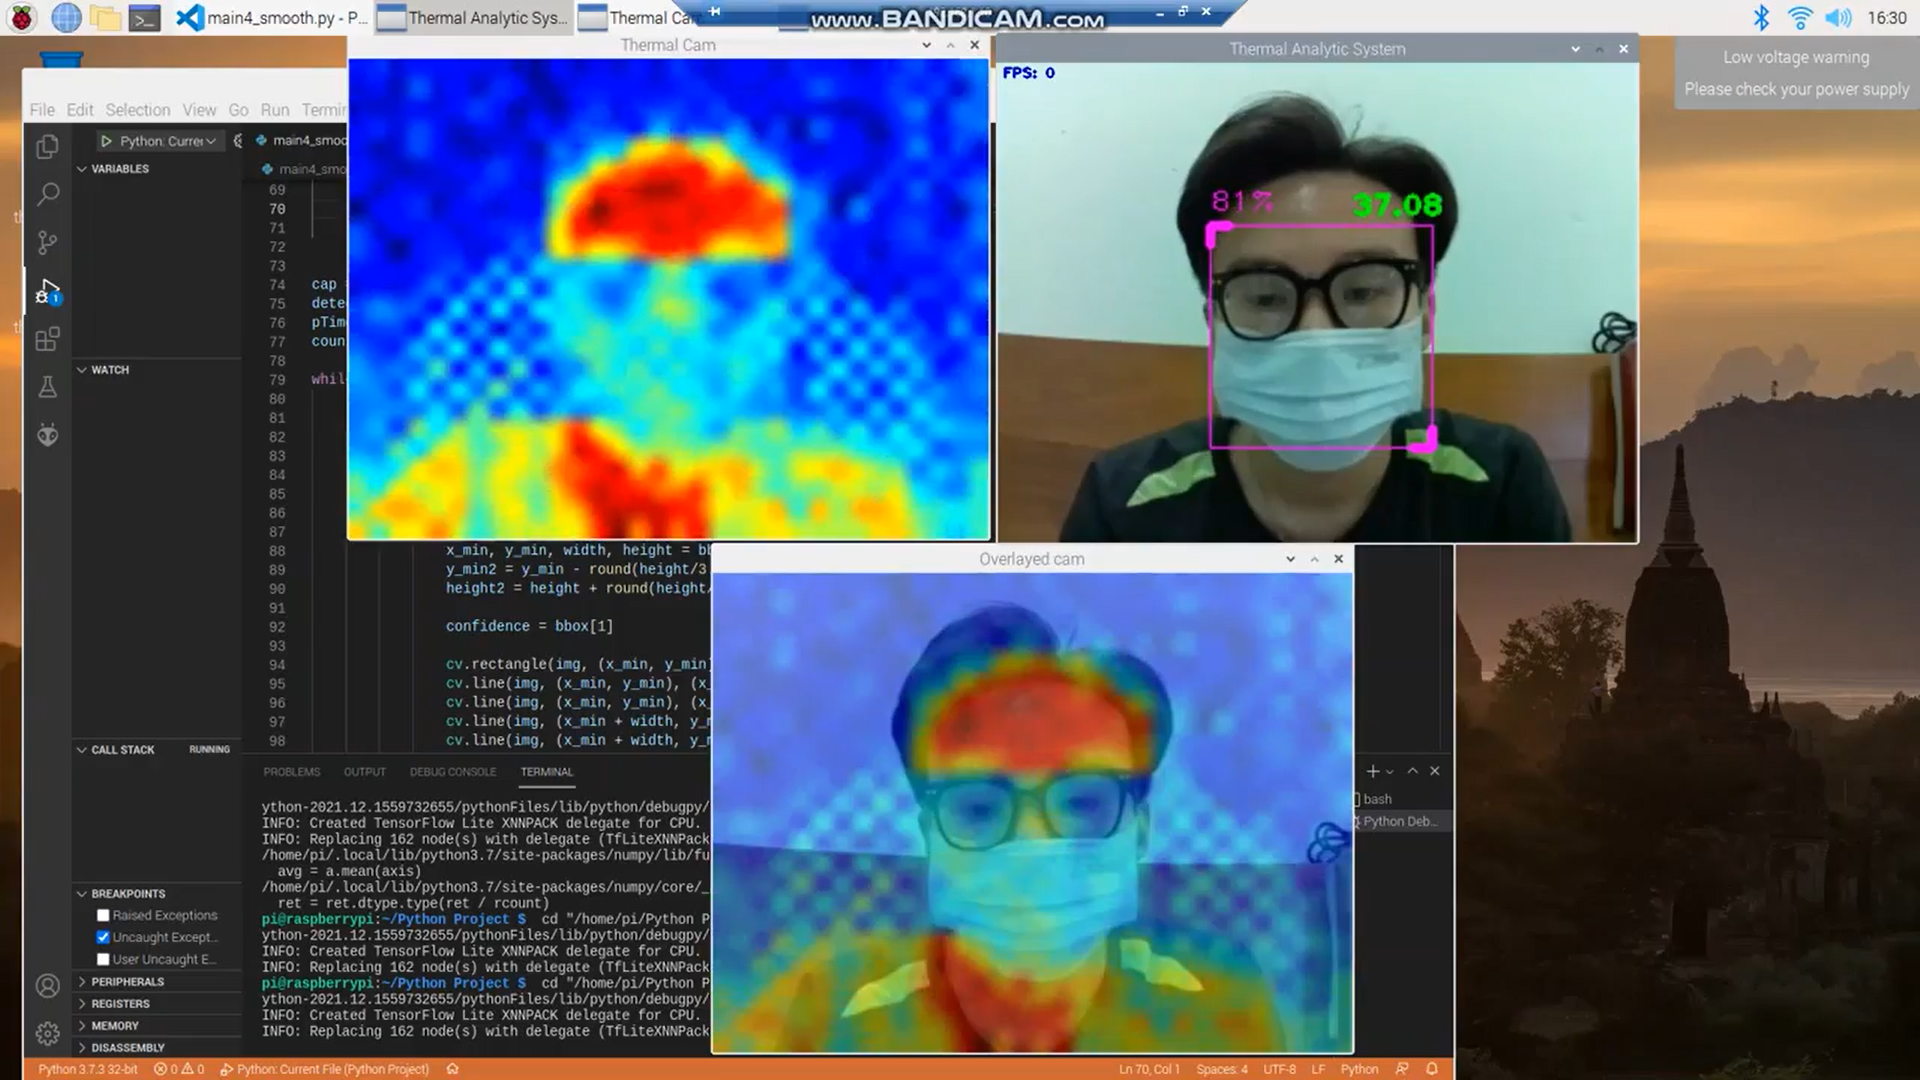 main4_smooth.py - P...
Thermal Analytic Sys...
Thermal Ca
www.BANDICAM.com
16:30
Low voltage warning
Please check your power supply
Thermal Cam
Thermal Analytic System
FPS: 0
81%
37.08
File Edit Selection View Go Run Termin
Python: Currer
main4_smoo
VARIABLES
main4_smo
69
70
71
72
73
74 cap =
75 dete
76 pTim
77 coun
78
79 whil
80
81
82
83
84
85
86
87
88 x_min, y_min, width, height = bb
89 y_min2 = y_min - round(height/3
90 height2 = height + round(height/
91
92 confidence = bbox[1]
93
94 cv.rectangle(img, (x_min, y_min)
95 cv.line(img, (x_min, y_min), (x_
96 cv.line(img, (x_min, y_min), (x_
97 cv.line(img, (x_min + width, y_m
98 cv.line(img, (x_min + width, y_m
WATCH
CALL STACK RUNNING
Overlayed cam
PROBLEMS OUTPUT DEBUG CONSOLE TERMINAL
ython-2021.12.1559732655/pythonFiles/lib/python/debugpy/
INFO: Created TensorFlow Lite XNNPACK delegate for CPU.
INFO: Replacing 162 node(s) with delegate (TfLiteXNNPack
/home/pi/.local/lib/python3.7/site-packages/numpy/lib/fu
avg = a.mean(axis)
/home/pi/.local/lib/python3.7/site-packages/numpy/core/_
ret = ret.dtype.type(ret / rcount)
pi@raspberrypi:~/Python Project $ cd "/home/pi/Python P
ython-2021.12.1559732655/pythonFiles/lib/python/debugpy/
INFO: Created TensorFlow Lite XNNPACK delegate for CPU.
INFO: Replacing 162 node(s) with delegate (TfLiteXNNPack
pi@raspberrypi:~/Python Project $ cd "/home/pi/Python P
ython-2021.12.1559732655/pythonFiles/lib/python/debugpy/
INFO: Created TensorFlow Lite XNNPACK delegate for CPU.
INFO: Replacing 162 node(s) with delegate (TfLiteXNNPack
bash
Python Deb...
BREAKPOINTS
Raised Exceptions
Uncaught Except...
User Uncaught E...
PERIPHERALS
REGISTERS
MEMORY
DISASSEMBLY
Python 3.7.3 32-bit 0 0 Python: Current File (Python Project)
Ln 70, Col 1 Spaces: 4 UTF-8 LF Python